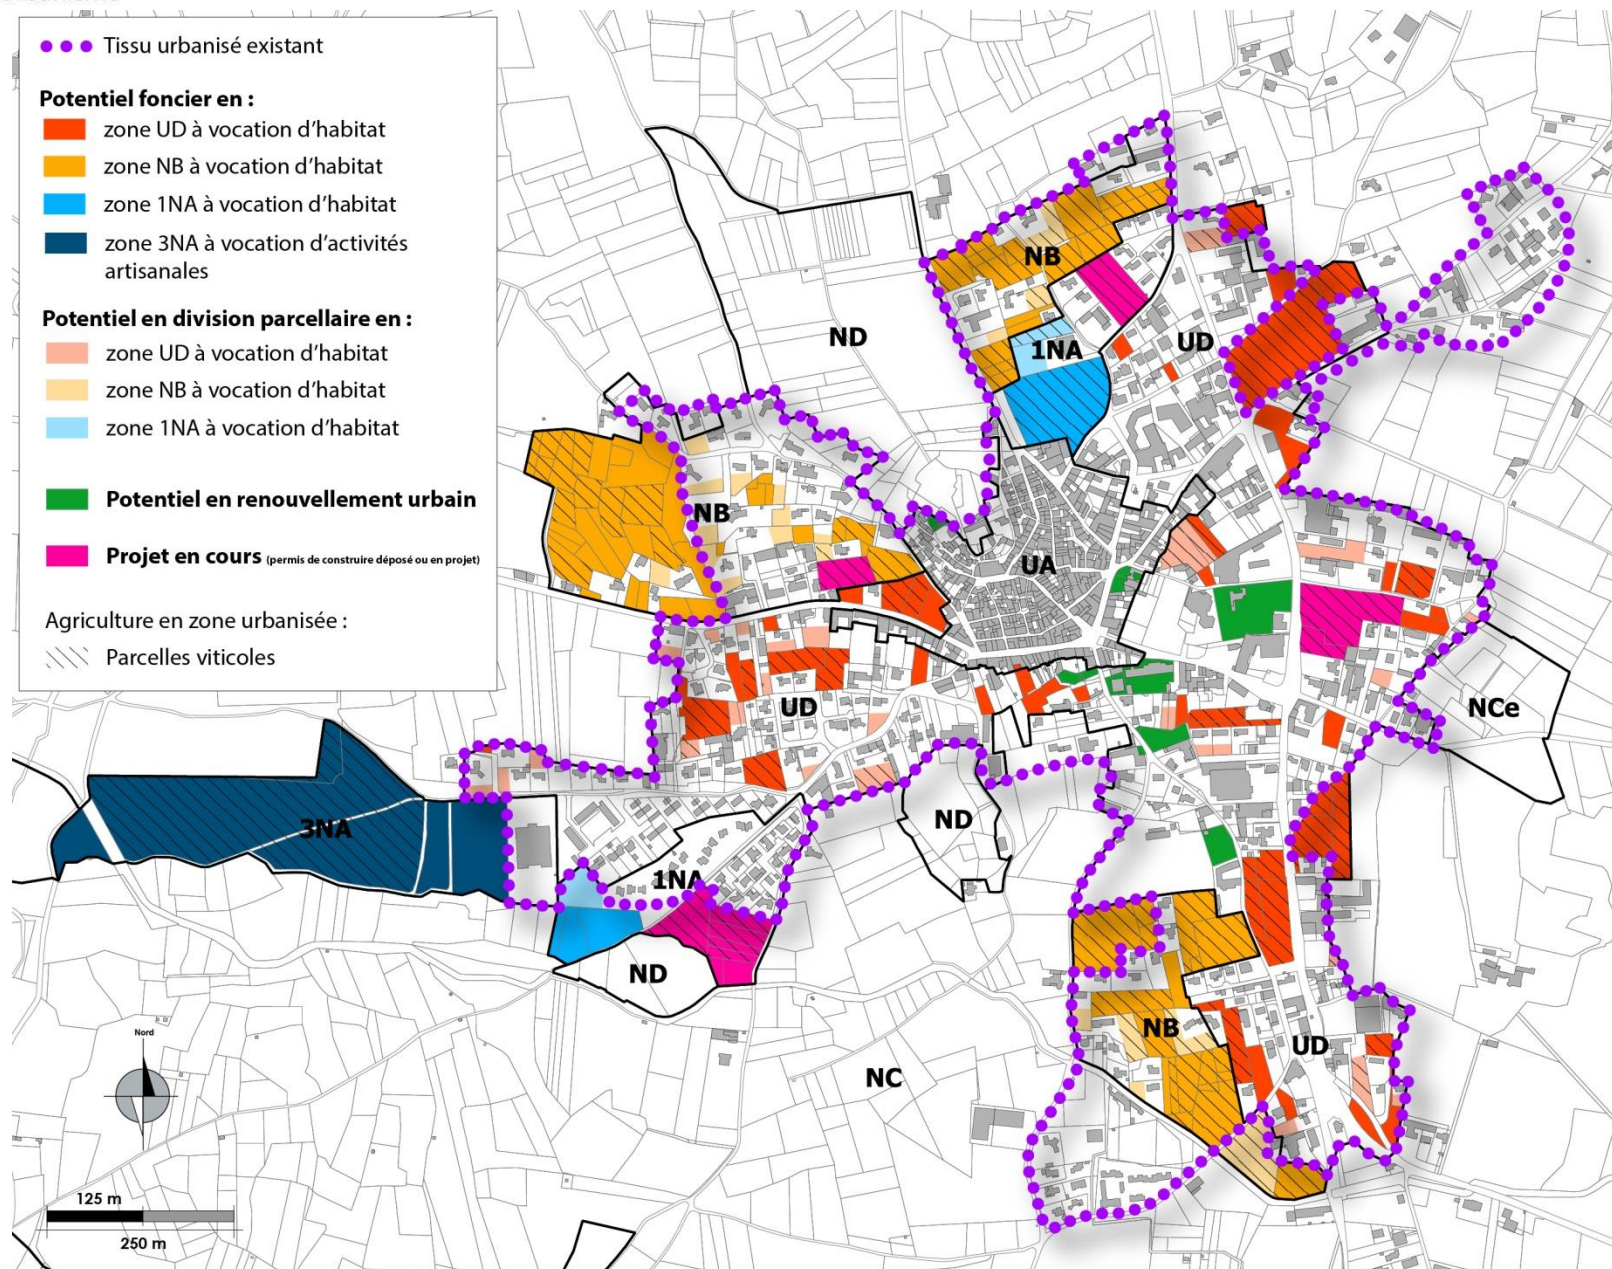 Tissu urbanisé existant
Potentiel foncier en :
zone UD à vocation d'habitat
zone NB à vocation d'habitat
zone 1NA à vocation d'habitat
zone 3NA à vocation d'activités
artisanales
Potentiel en division parcellaire en :
zone UD à vocation d'habitat
zone NB à vocation d'habitat
zone 1NA à vocation d'habitat
Potentiel en renouvellement urbain
Projet en cours (permis de construire déposé ou en projet)
Agriculture en zone urbanisée :
Parcelles viticoles
NB
ND
1NA
UD
NB
UA
UD
NCe
3NA
ND
1NA
ND
NB
UD
NC
Nord
125 m
250 m